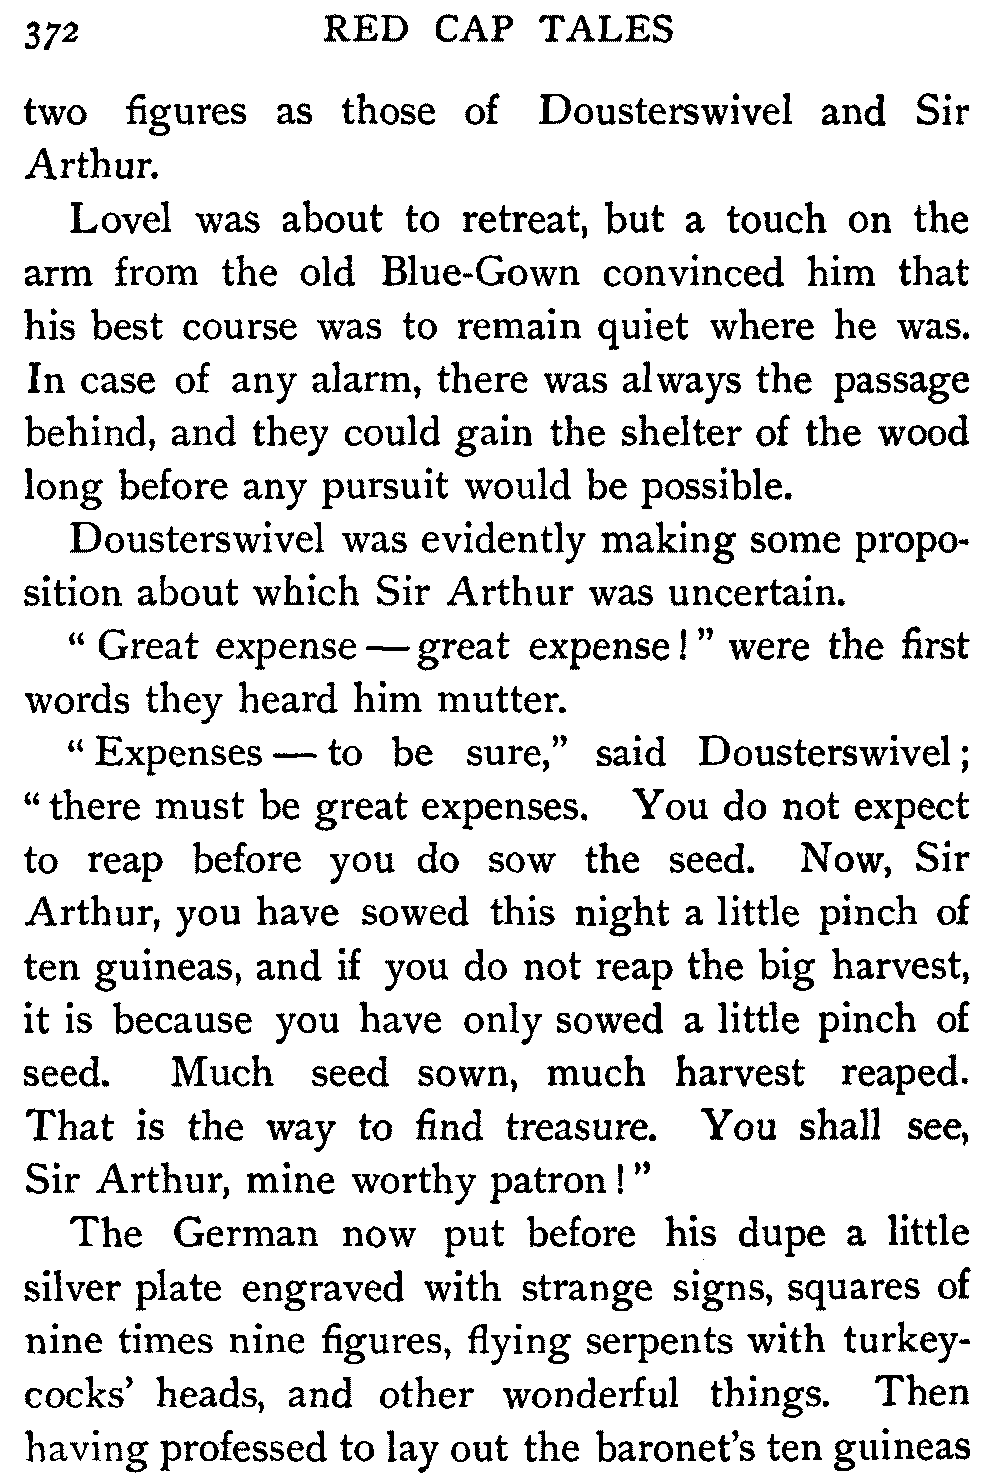 372 RED CAP TALES
two figures as those of Dousterswivel and Sir
Arthur.
Lovel was about to retreat, but a touch on the
arm from the old Blue-Gown convinced him that
his best course was to remain quiet where he was.
In case of any alarm, there was always the passage
behind, and they could gain the shelter of the wood
long before any pursuit would be possible.
Dousterswivel was evidently making some propo-
sition about which Sir Arthur was uncertain.
“ Great expense — great expense ! ” were the first
words they heard him mutter.
“ Expenses — to be sure,” said Dousterswivel ;
“ there must be great expenses. You do not expect
to reap before you do sow the seed. Now, Sir
Arthur, you have sowed this night a little pinch of
ten guineas, and if you do not reap the big harvest,
it is because you have only sowed a little pinch of
seed. Much seed sown, much harvest reaped.
That is the way to find treasure. You shall see,
Sir Arthur, mine worthy patron ! ”
The German now put before his dupe a little
silver plate engraved with strange signs, squares of
nine times nine figures, flying serpents with turkey-
cocks’ heads, and other wonderful things. Then
having professed to lay out the baronet’s ten guineas